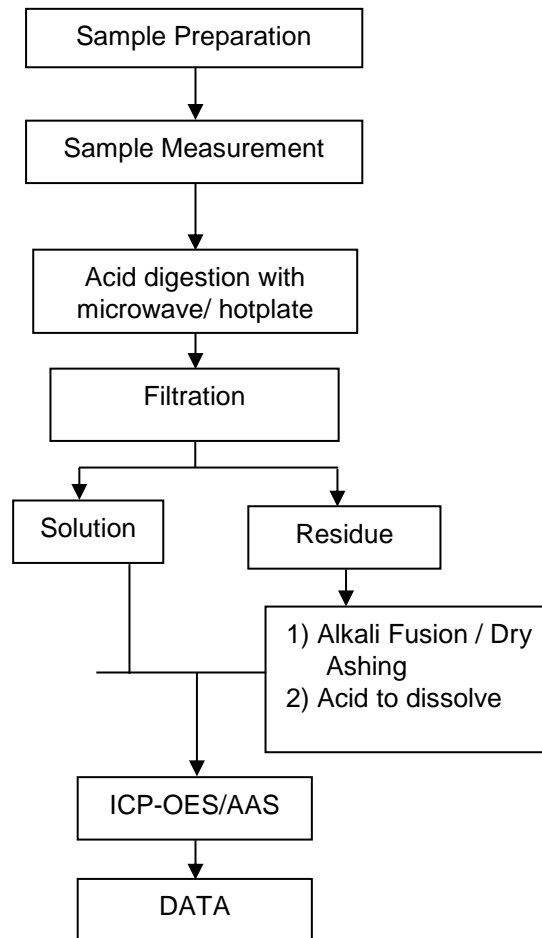 Sample Preparation
Sample Measurement
Acid digestion with
microwave/ hotplate
Filtration
Solution
Residue
1) Alkali Fusion / Dry
Ashing
2) Acid to dissolve
ICP-OES/AAS
DATA